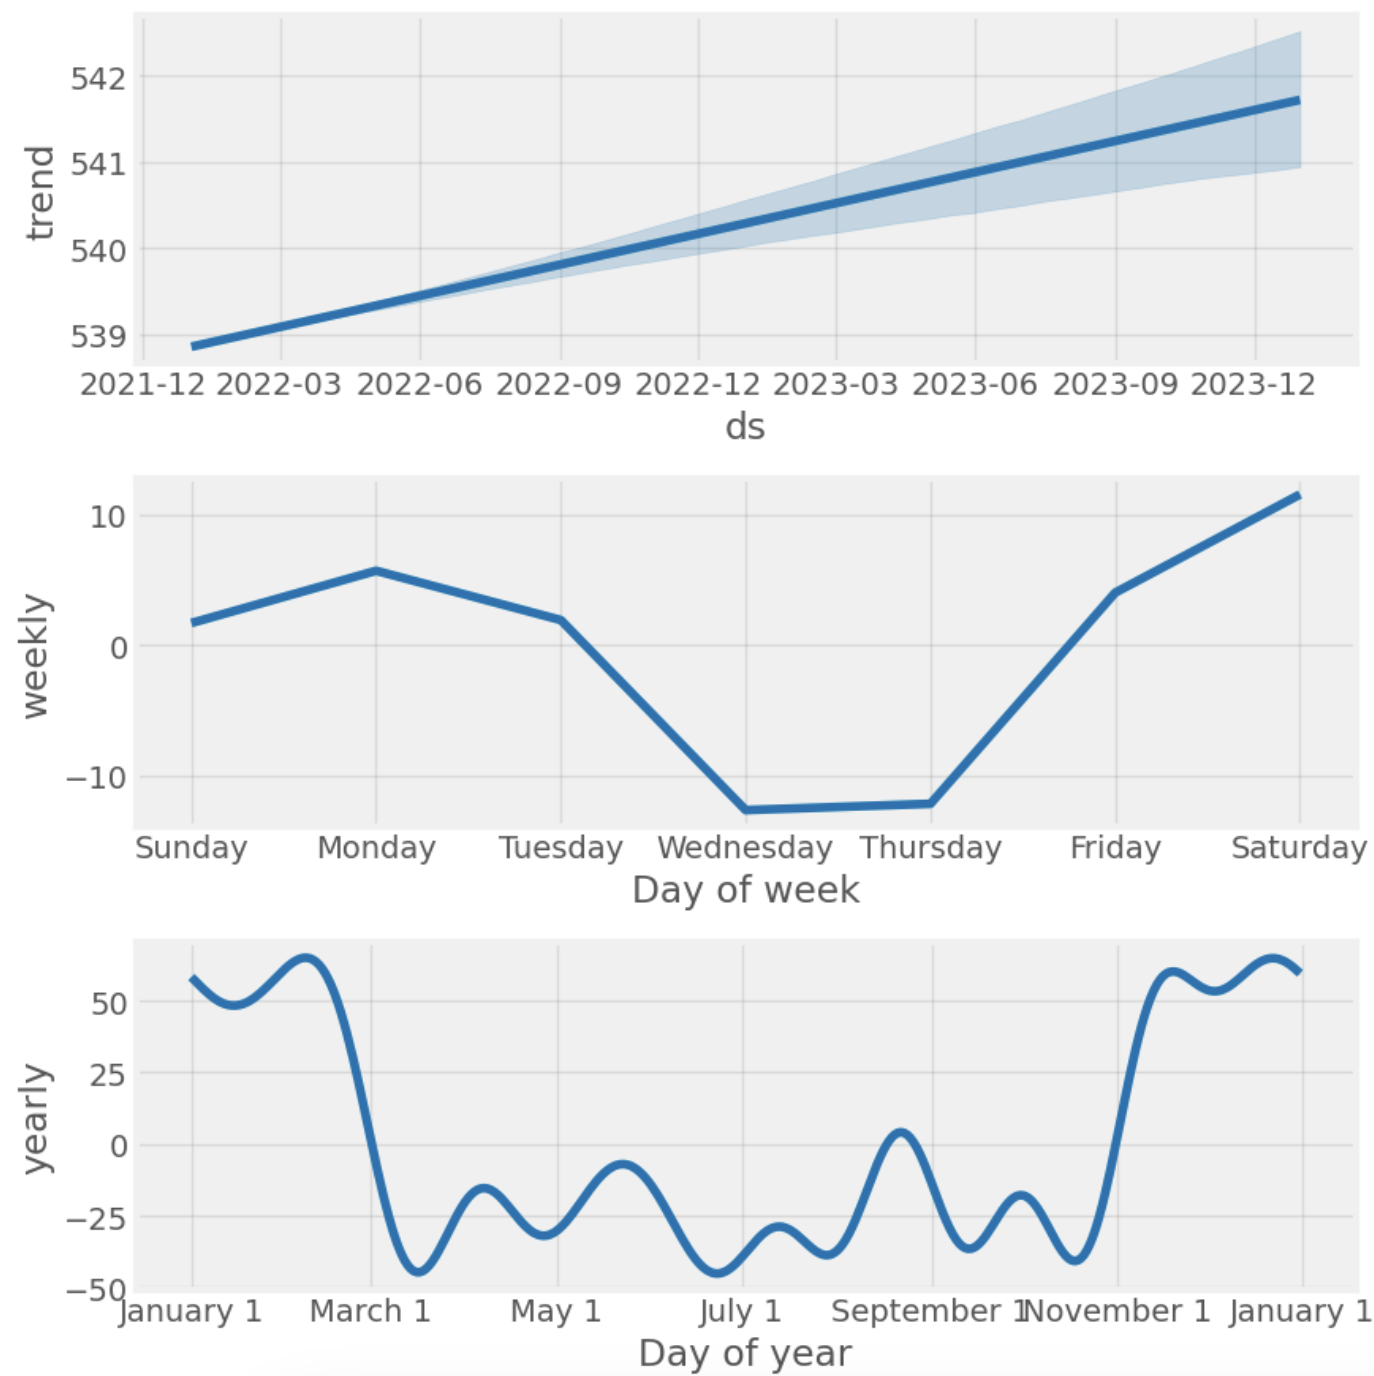 542
541
540
539
trend
2021-12 2022-03 2022-06 2022-09 2022-12 2023-03 2023-06 2023-09 2023-12
ds
10
0
−10
weekly
Sunday Monday Tuesday Wednesday Thursday Friday Saturday
Day of week
50
25
0
−25
−50
yearly
January 1 March 1 May 1 July 1 September 1 November 1 January 1
Day of year